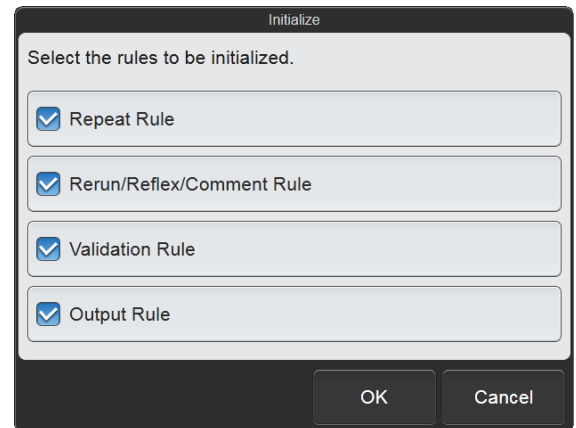 Initialize
Select the rules to be initialized.
Repeat Rule
Rerun/Reflex/Comment Rule
Validation Rule
Output Rule
OK
Cancel